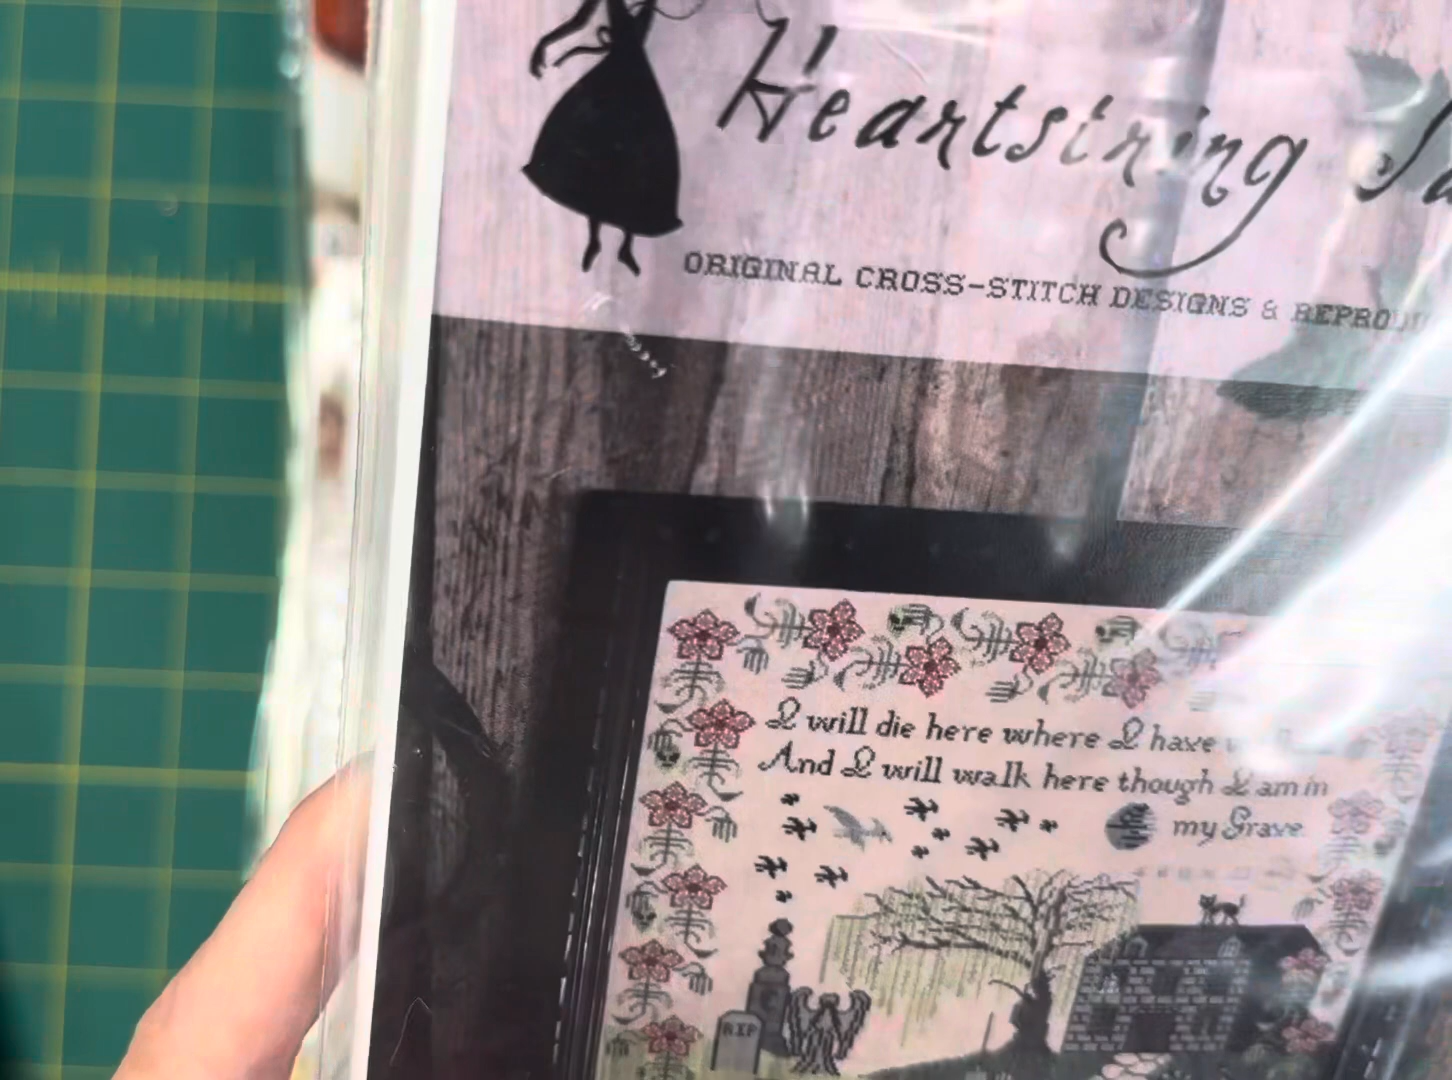 Heartstring
ORIGINAL CROSS-STITCH DESIGNS &
I will die here where I have
And I will walk here though I am in
my Grave
RIP